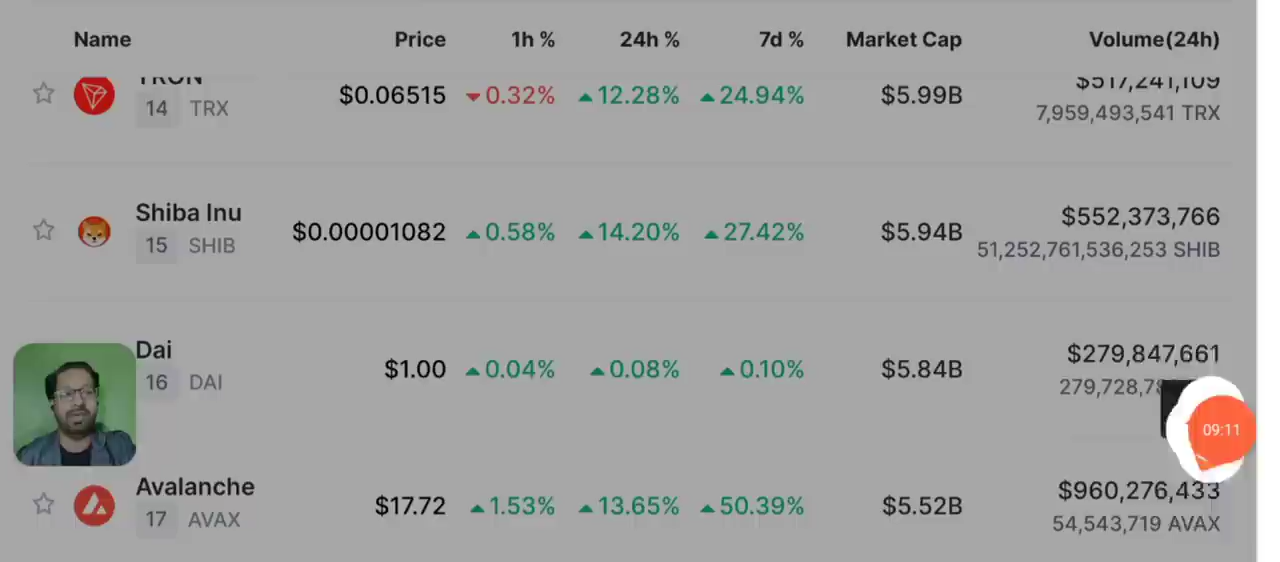 Name Price 1h % 24h % 7d % Market Cap Volume(24h)
TRON $517,241,109
$0.06515 0.32% 12.28% 24.94% $5.99B
14 TRX 7,959,493,541 TRX
Shiba Inu $552,373,766
$0.00001082 0.58% 14.20% 27.42% $5.94B
15 SHIB 51,252,761,536,253 SHIB
Dai $279,847,661
$1.00 0.04% 0.08% 0.10% $5.84B
16 DAI
09:11
Avalanche $960,276,433
$17.72 1.53% 13.65% 50.39% $5.52B
17 AVAX 54,543,719 AVAX